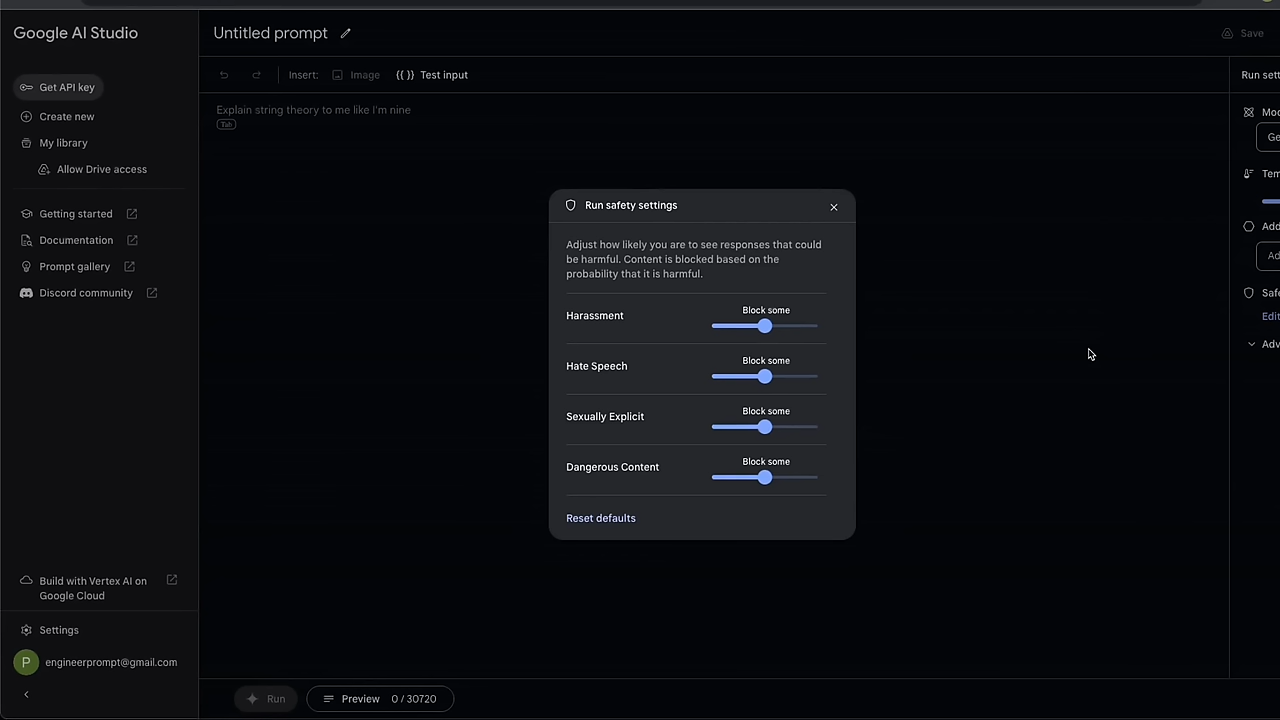 Google AI Studio
Get API key
Create new
My library
Allow Drive access
Getting started
Documentation
Prompt gallery
Discord community
Build with Vertex AI on
Google Cloud
Settings
P
engineerprompt@gmail.com
Untitled prompt
Save
Insert:
Image
{{ }} Test input
Explain string theory to me like I'm nine
Tab
Run safety settings
Adjust how likely you are to see responses that could
be harmful. Content is blocked based on the
probability that it is harmful.
Harassment
Block some
Hate Speech
Block some
Sexually Explicit
Block some
Dangerous Content
Block some
Reset defaults
Run
Preview 0 / 30720
Run sett
Mod
Ge
Tem
Add
Ad
Safe
Edit
Adv